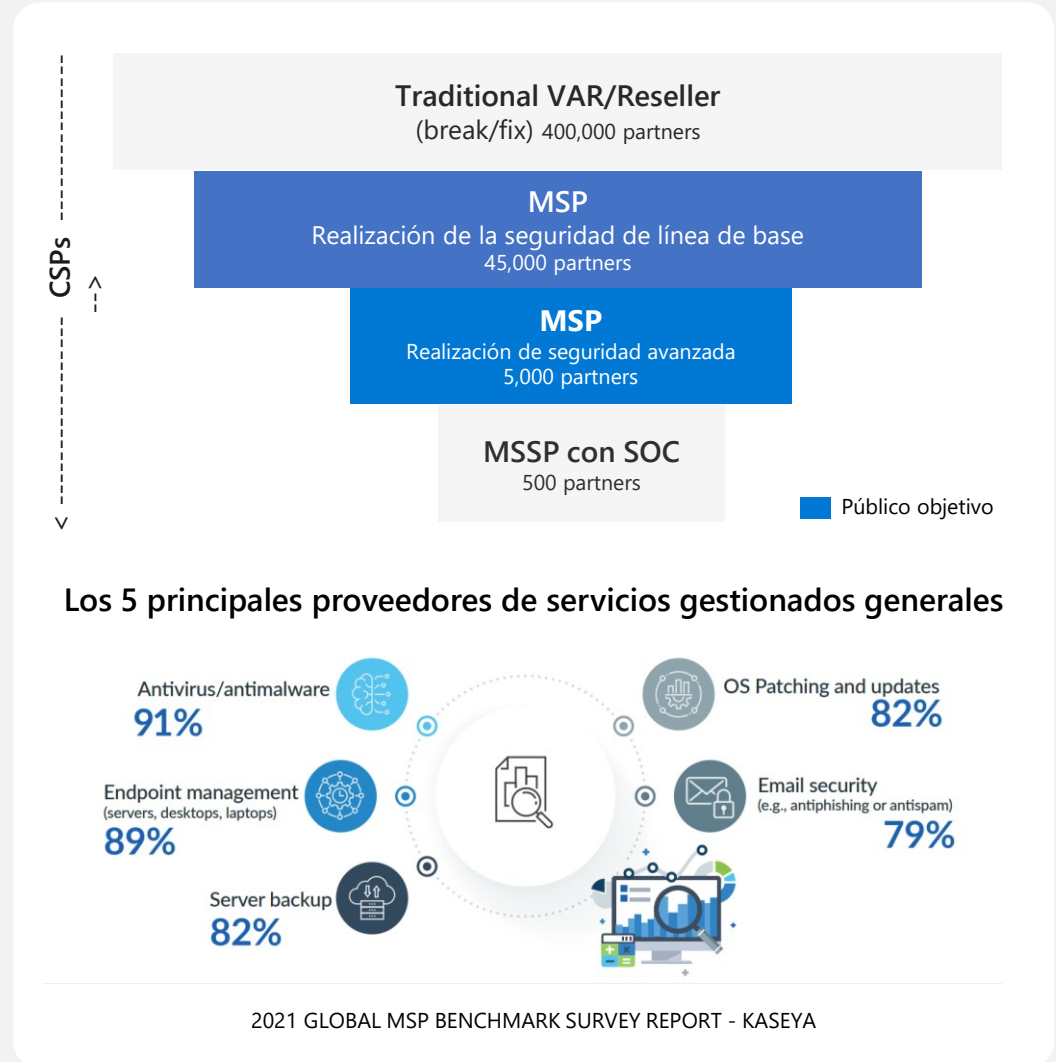 Traditional VAR/Reseller
(break/fix) 400,000 partners
MSP
Realización de la seguridad de línea de base
45,000 partners
CSPs
MSP
Realización de seguridad avanzada
5,000 partners
MSSP con SOC
500 partners
Público objetivo
Los 5 principales proveedores de servicios gestionados generales
Antivirus/antimalware
91%
Endpoint management
(servers, desktops, laptops)
89%
Server backup
82%
OS Patching and updates
82%
Email security
(e.g., antiphishing or antispam)
79%
2021 GLOBAL MSP BENCHMARK SURVEY REPORT - KASEYA